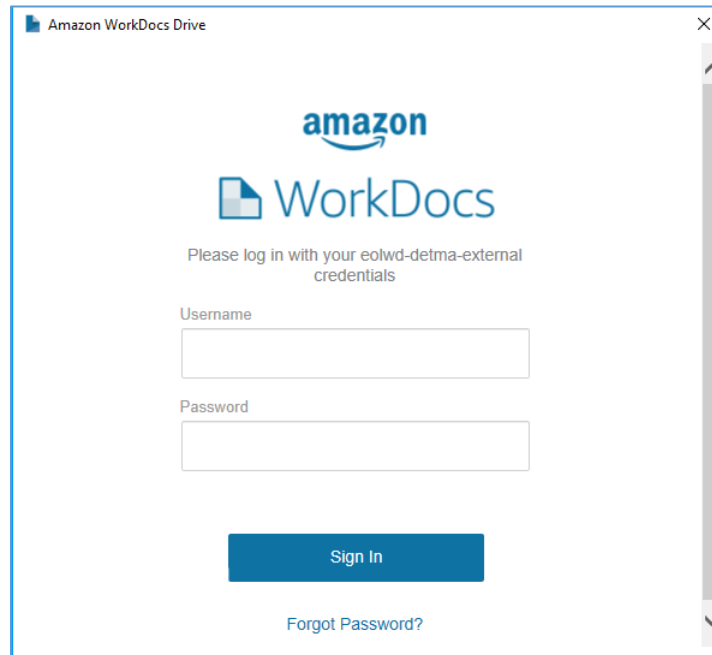 Amazon WorkDocs Drive
amazon
WorkDocs
Please log in with your eolwd-detma-external
credentials
Username
Password
Sign In
Forgot Password?